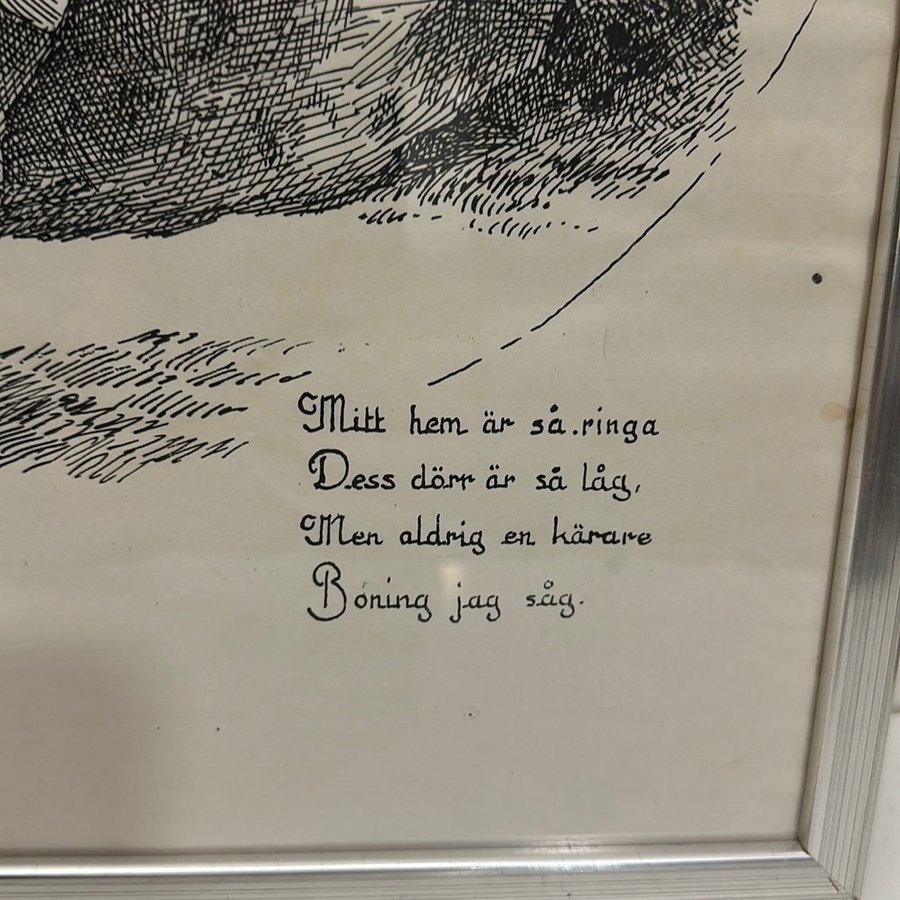 Mitt hem är så ringa
Dess dörr är så låg,
Men aldrig en kärare
Boning jag såg.